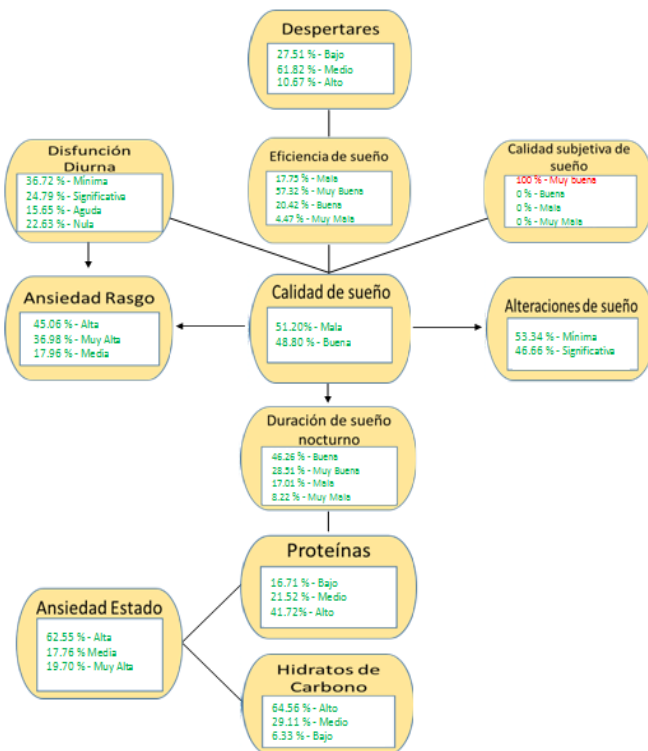 Despertares
27.51 % - Bajo
61.82 % - Medio
10.67 % - Alto
Disfunción
Diurna
36.72 % - Mínima
24.79 % - Significativa
15.65 % - Aguda
22.63 % - Nula
Eficiencia de sueño
17.75 % - Mala
57.32 % - Muy Buena
20.42 % - Buena
4.47 % - Muy Mala
Calidad subjetiva de
sueño
100 % - Muy Buena
0 % - Buena
0 % - Mala
0 % - Muy Mala
Ansiedad Rasgo
45.06 % - Alta
36.98 % - Muy Alta
17.96 % - Media
Calidad de sueño
51.20% - Mala
48.80 % - Buena
Alteraciones de sueño
53.34 % - Mínima
46.66 % - Significativa
Duración de sueño
nocturno
46.26 % - Buena
28.51 % - Muy Buena
17.01 % - Mala
8.22 % - Muy Mala
Proteínas
16.71 % - Bajo
21.52 % - Medio
41.72% - Alto
Ansiedad Estado
62.55 % - Alta
17.76 % Media
19.70 % - Muy Alta
Hidratos de
Carbono
64.56 % - Alto
29.11 % - Medio
6.33 % - Bajo